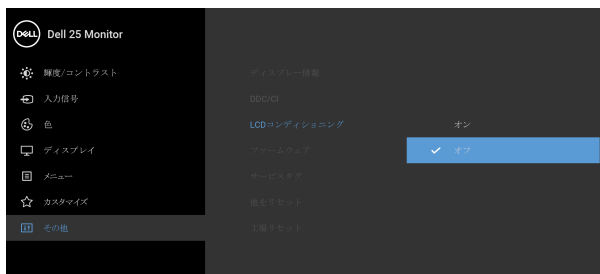 DELL Dell 25 Monitor
輝度/コントラスト
入力信号
色
ディスプレイ
メニュー
カスタマイズ
その他
ディスプレー情報
DDC/CI
LCDコンディショニング
ファームウェア
サービスタグ
他をリセット
工場リセット
オン
オフ